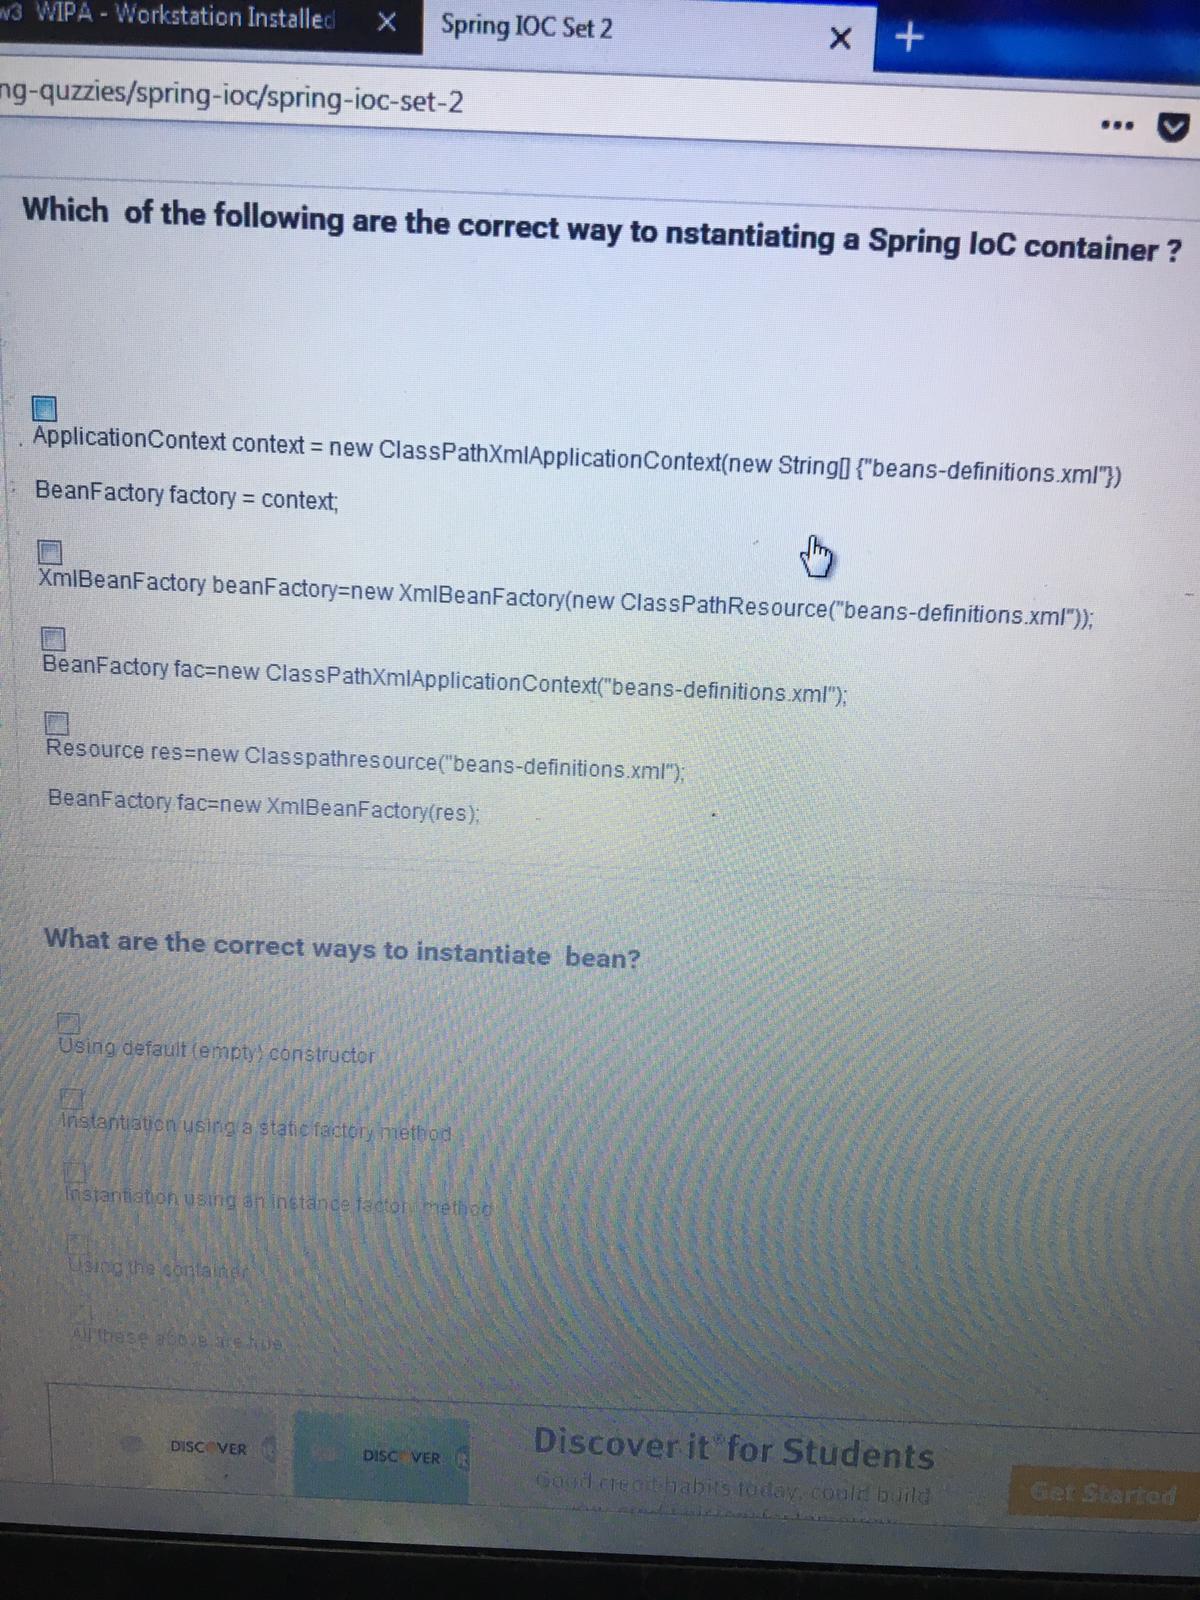 w3 WIPA - Workstation Installed
Spring IOC Set 2
ng-quzzies/spring-ioc/spring-ioc-set-2
Which of the following are the correct way to nstantiating a Spring IoC container ?
ApplicationContext context = new ClassPathXmlApplicationContext(new String[] {"beans-definitions.xml"})
BeanFactory factory = context;
XmlBeanFactory beanFactory=new XmlBeanFactory(new ClassPathResource("beans-definitions.xml"));
BeanFactory fac=new ClassPathXmlApplicationContext("beans-definitions.xml");
Resource res=new Classpathresource("beans-definitions.xml");
BeanFactory fac=new XmlBeanFactory(res);
What are the correct ways to instantiate bean?
Using default (empty) constructor
Instantiation using a static factory method
Instantiation using an instance factory method
Using the container
All these above are true
DISCOVER
DISCOVER
Discover it® for Students
Good credit habits today, could build
Get Started